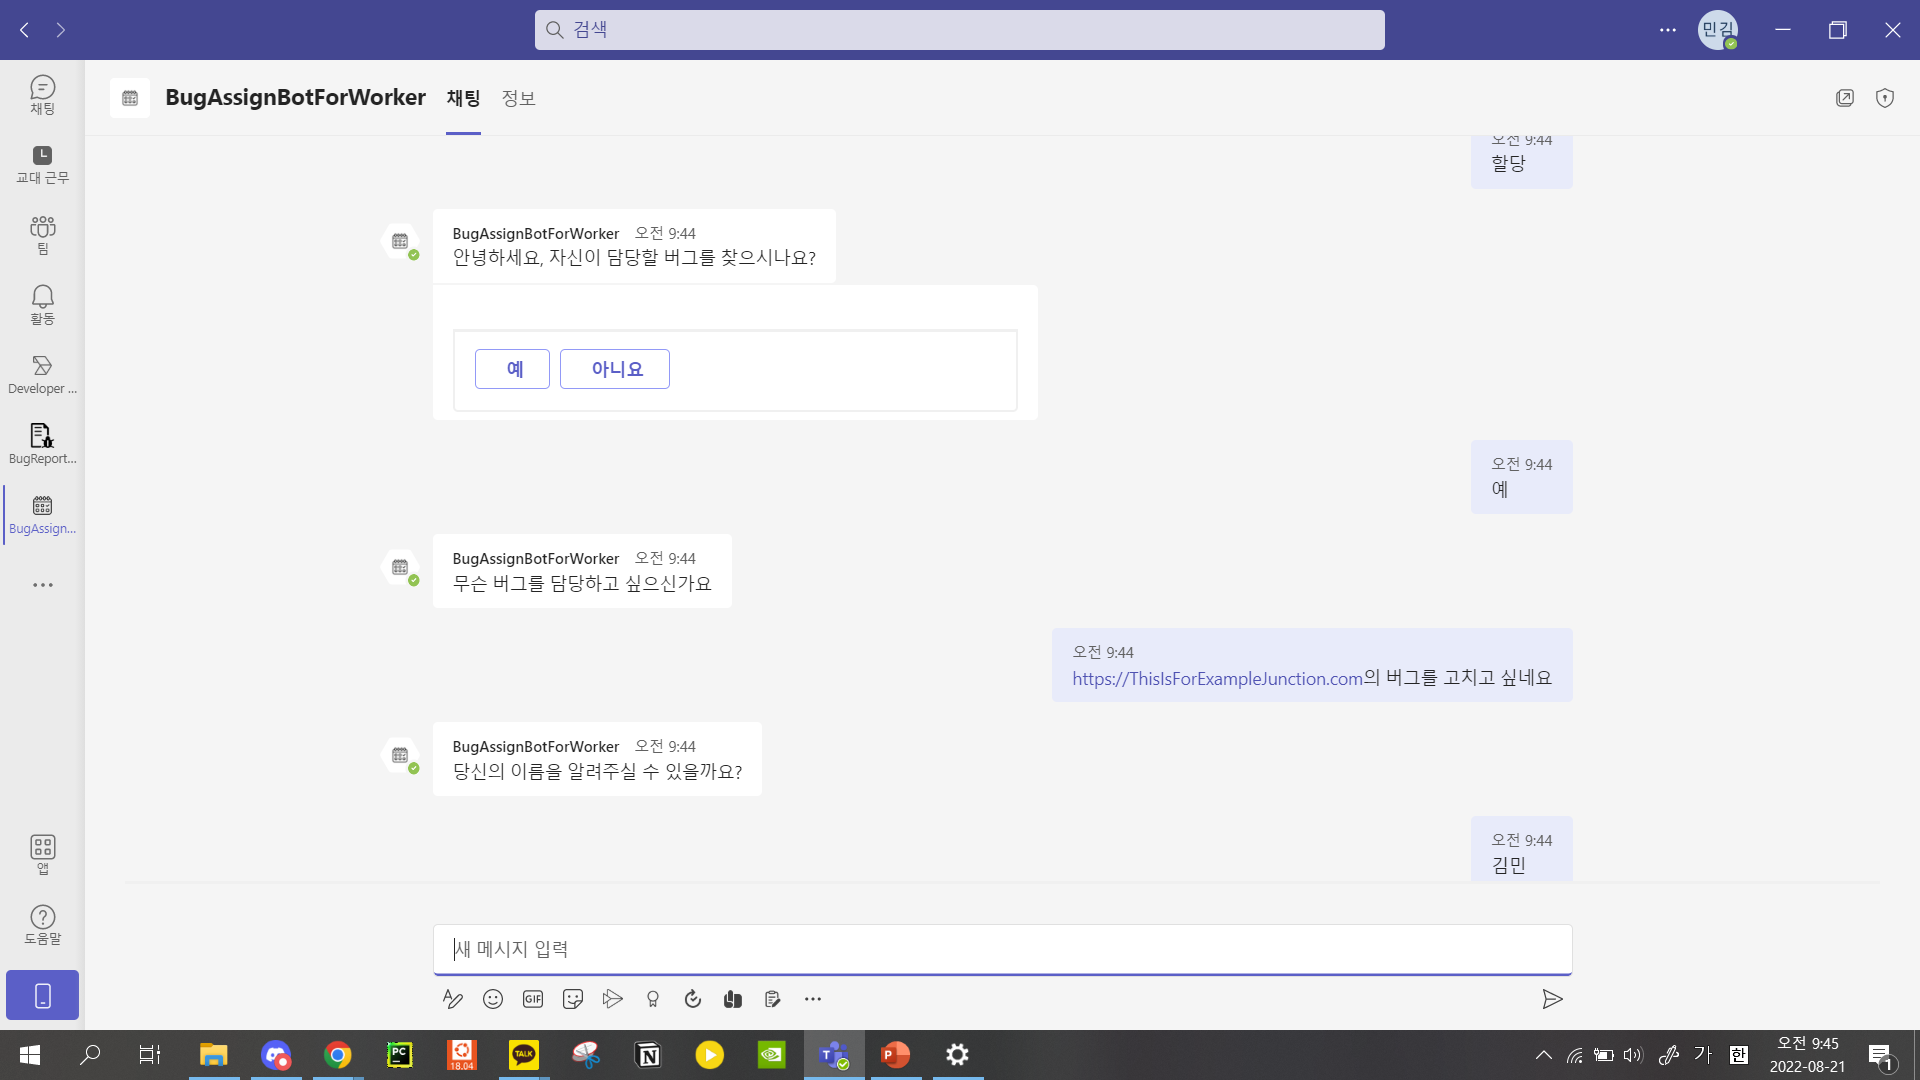 검색
민김
채팅
교대 근무
팀
활동
Developer ...
BugReport...
BugAssign...
앱
도움말
BugAssignBotForWorker 채팅 정보
오전 9:44
할당
BugAssignBotForWorker 오전 9:44
안녕하세요, 자신이 담당할 버그를 찾으시나요?
예 아니요
오전 9:44
예
BugAssignBotForWorker 오전 9:44
무슨 버그를 담당하고 싶으신가요
오전 9:44
https://ThisIsForExampleJunction.com의 버그를 고치고 싶네요
BugAssignBotForWorker 오전 9:44
당신의 이름을 알려주실 수 있을까요?
오전 9:44
김민
새 메시지 입력
GIF
PC
18.04
TALK
N
T
P
가
한
오전 9:45
2022-08-21
1